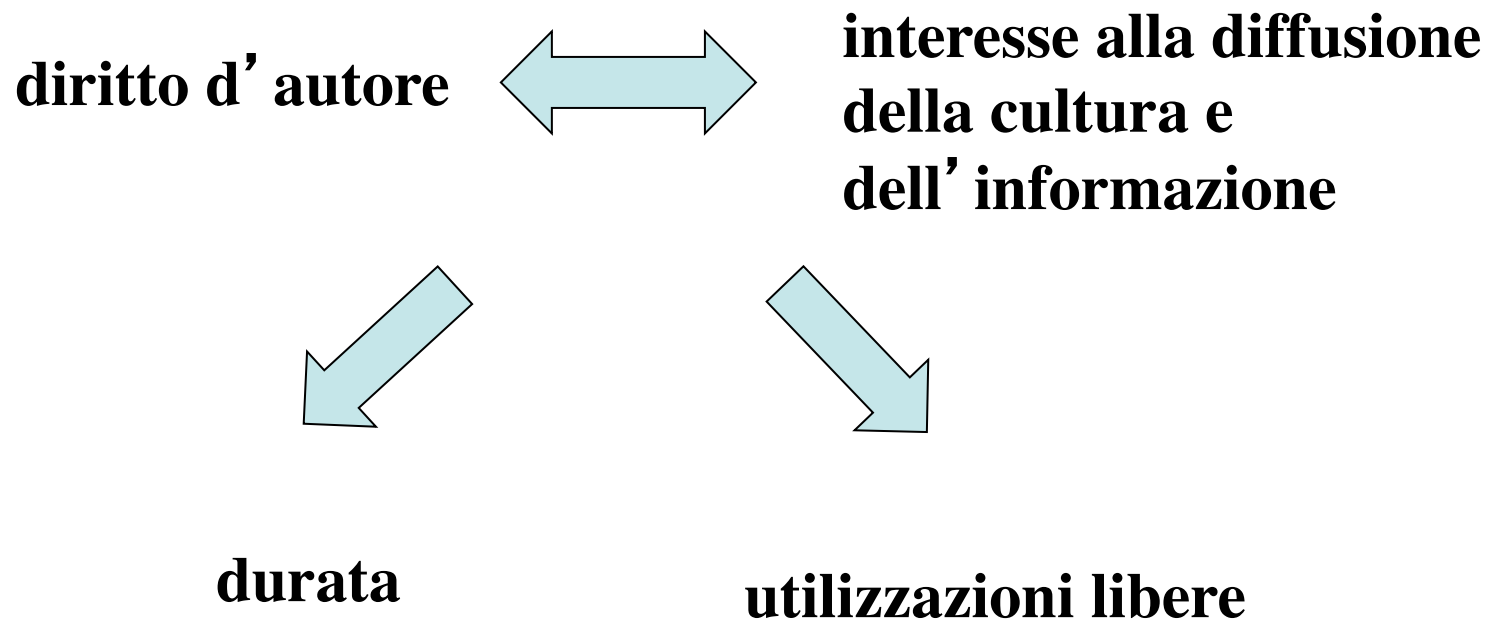 diritto d’autore
interesse alla diffusione
della cultura e
dell’informazione
durata
utilizzazioni libere